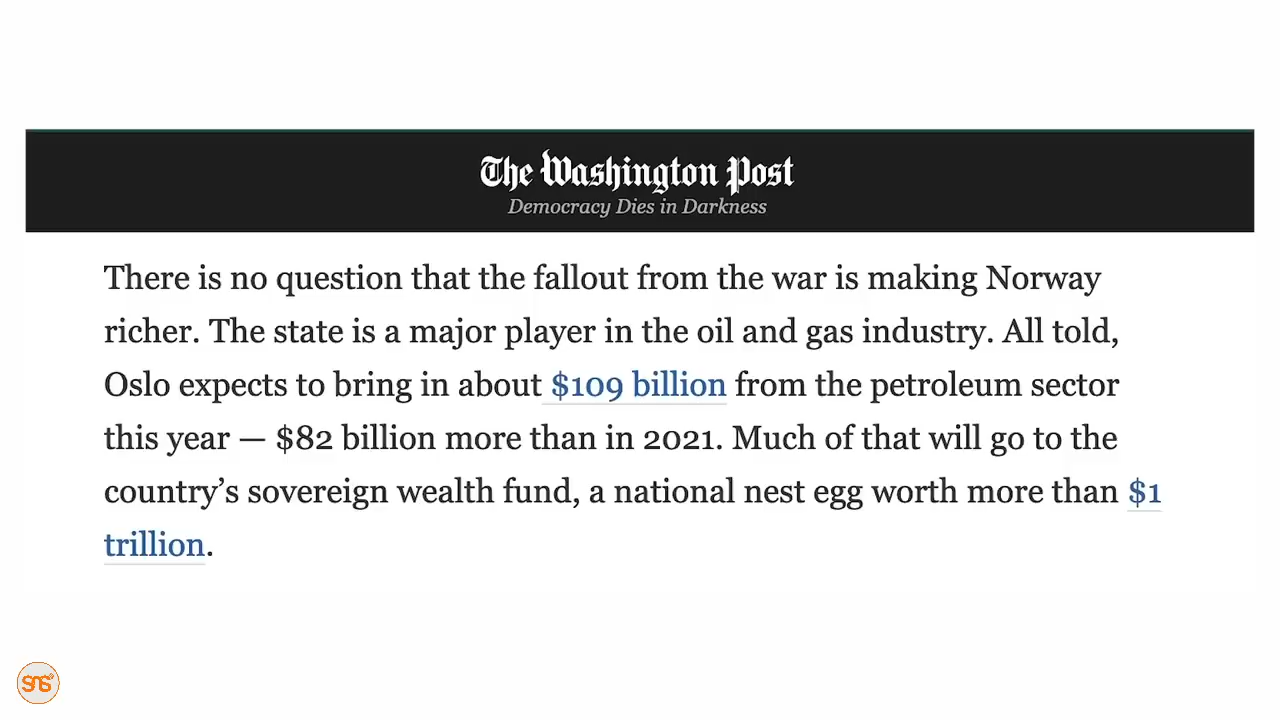 The Washington Post
Democracy Dies in Darkness
There is no question that the fallout from the war is making Norway
richer. The state is a major player in the oil and gas industry. All told,
Oslo expects to bring in about $109 billion from the petroleum sector
this year — $82 billion more than in 2021. Much of that will go to the
country’s sovereign wealth fund, a national nest egg worth more than $1
trillion.